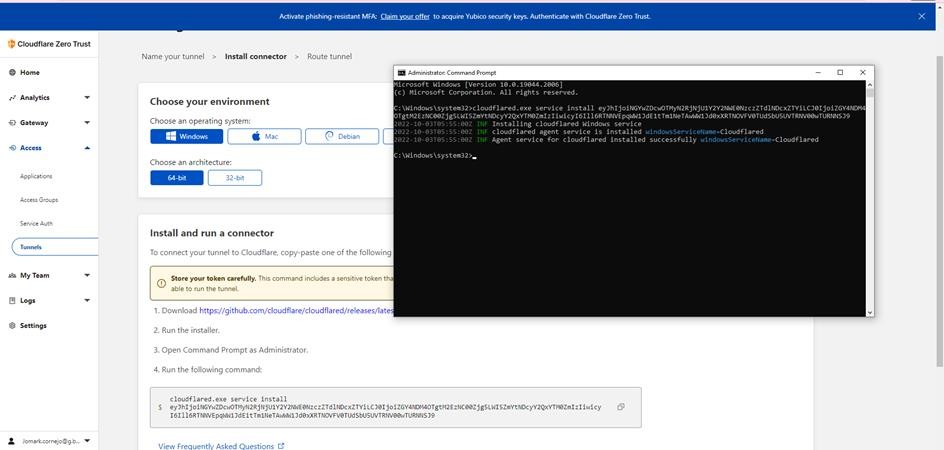 Activate phishing-resistant MFA: Claim your offer to acquire Yubico security keys. Authenticate with Cloudflare Zero Trust.
Cloudflare Zero Trust
Home
Analytics
Gateway
Access
Applications
Access Groups
Service Auth
Tunnels
My Team
Logs
Settings
Jomark.cornejo@g.b...
Name your tunnel > Install connector > Route tunnel
Choose your environment
Choose an operating system:
Windows
Mac
Debian
Choose an architecture:
64-bit
32-bit
Install and run a connector
To connect your tunnel to Cloudflare, copy-paste one of the following
Store your token carefully. This command includes a sensitive token tha
able to run the tunnel.
1. Download https://github.com/cloudflare/cloudflared/releases/lates
2. Run the installer.
3. Open Command Prompt as Administrator.
4. Run the following command:
$ cloudflared.exe service install
View Frequently Asked Questions
Administrator: Command Prompt
Microsoft Windows [Version 10.0.19044.2006]
(c) Microsoft Corporation. All rights reserved.
C:\Windows\system32>cloudflared.exe service install
2022-10-03T05:55:00Z INF Installing cloudflared Windows service
2022-10-03T05:55:00Z INF cloudflared agent service is installed windowsServiceName=Cloudflared
2022-10-03T05:55:00Z INF Agent service for cloudflared installed successfully windowsServiceName=Cloudflared
C:\Windows\system32>